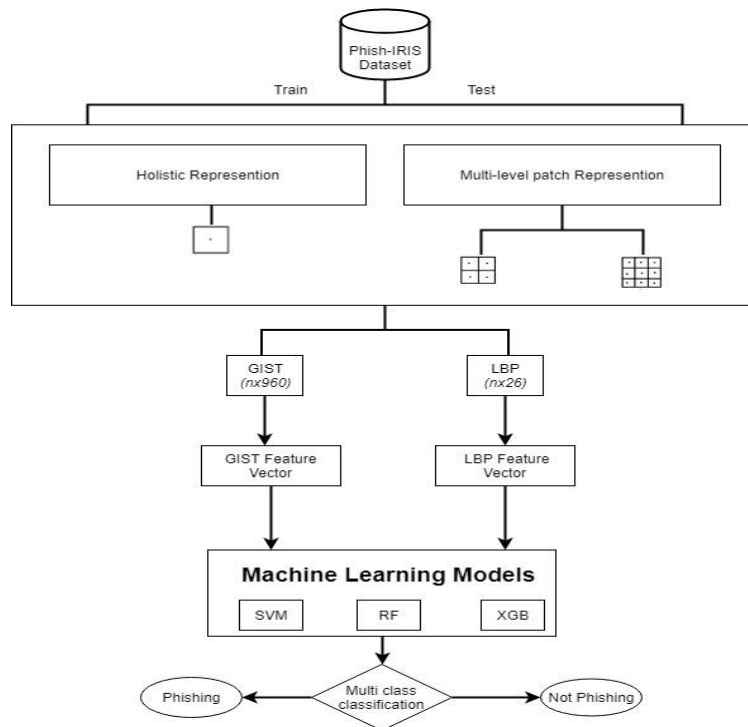 Phish-IRIS
Dataset
Train
Test
Holistic Represention
Multi-level patch Represention
GIST
(nx960)
LBP
(nx26)
GIST Feature
Vector
LBP Feature
Vector
Machine Learning Models
SVM
RF
XGB
Multi class
classification
Phishing
Not Phishing